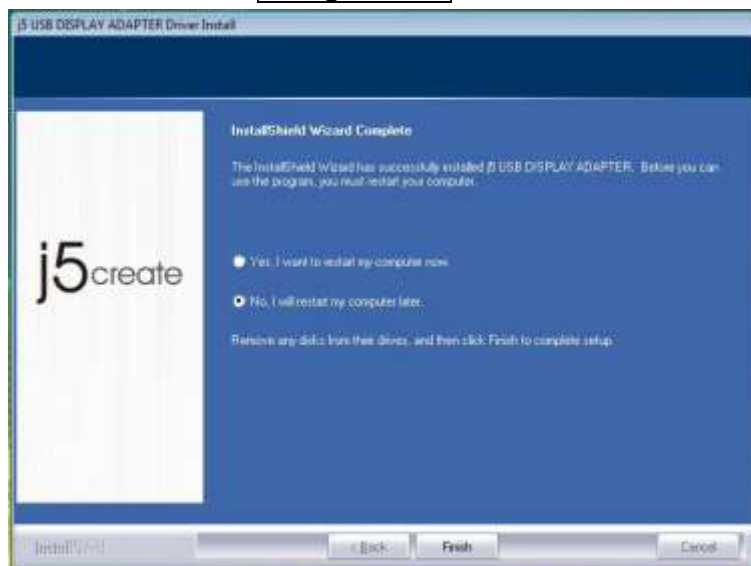 j5 USB DISPLAY ADAPTER Driver Install
InstallShield Wizard Complete
The InstallShield Wizard has successfully installed j5 USB DISPLAY ADAPTER. Before you can
use the program, you must restart your computer.
j5create
Yes, I want to restart my computer now.
No, I will restart my computer later.
Remove any disks from their drives, and then click Finish to complete setup.
InstallShield
< Back
Finish
Cancel